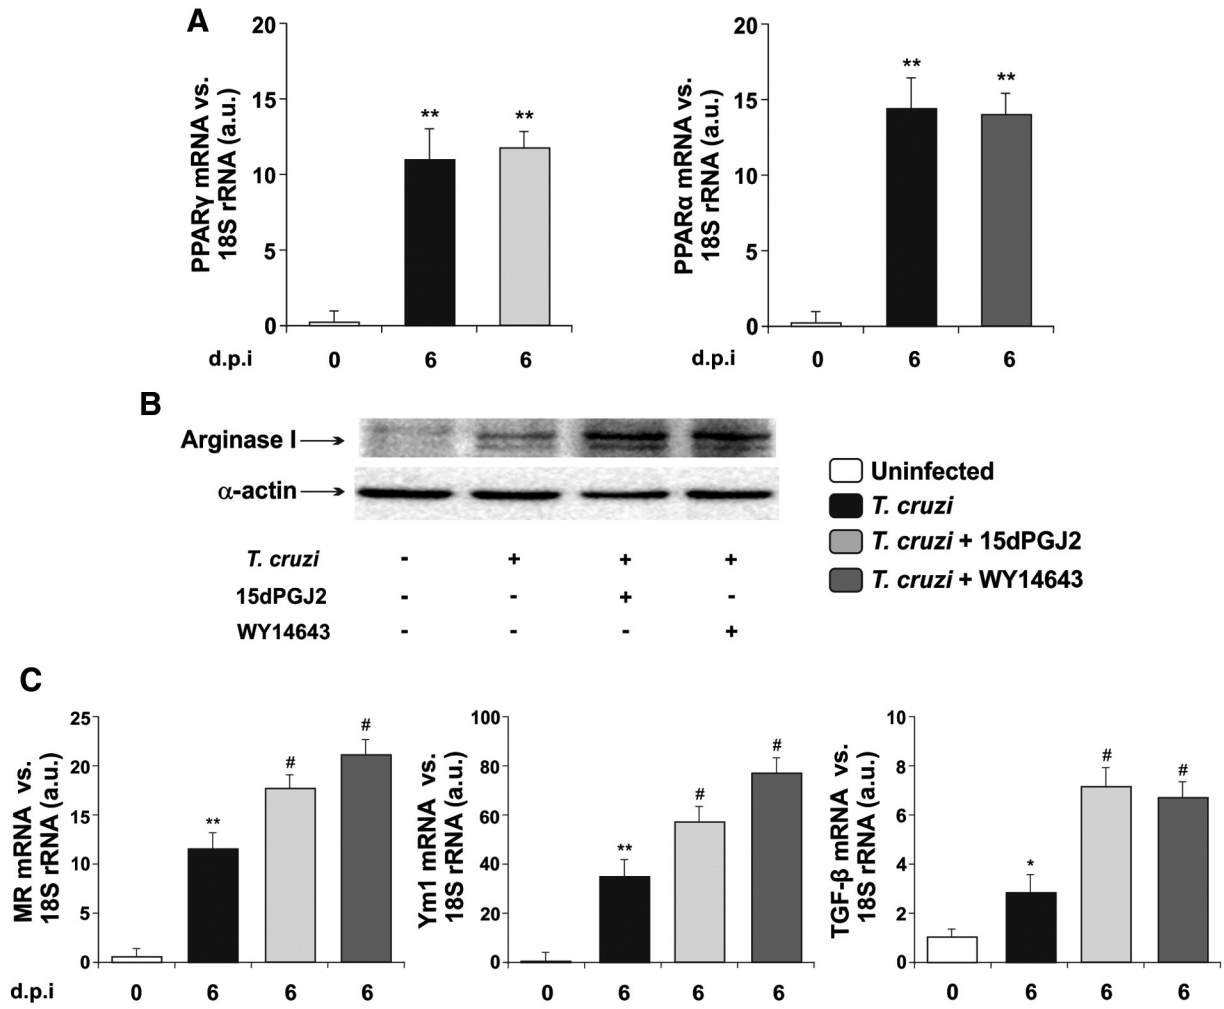 A
PPARγ mRNA vs.
18S rRNA (a.u.)
20
15
10
5
0
**
**
d.p.i
0
6
6
PPARα mRNA vs.
18S rRNA (a.u.)
20
15
10
5
0
**
**
d.p.i
0
6
6
B
Arginase I
α-actin
T. cruzi - + + +
15dPGJ2 - - + -
WY14643 - - - +
Uninfected
T. cruzi
T. cruzi + 15dPGJ2
T. cruzi + WY14643
C
MR mRNA vs.
18S rRNA (a.u.)
25
20
15
10
5
0
**
#
#
d.p.i
0
6
6
6
Ym1 mRNA vs.
18S rRNA (a.u.)
100
80
60
40
20
0
**
#
#
0
6
6
6
TGF-β mRNA vs.
18S rRNA (a.u.)
10
8
6
4
2
0
*
#
#
0
6
6
6